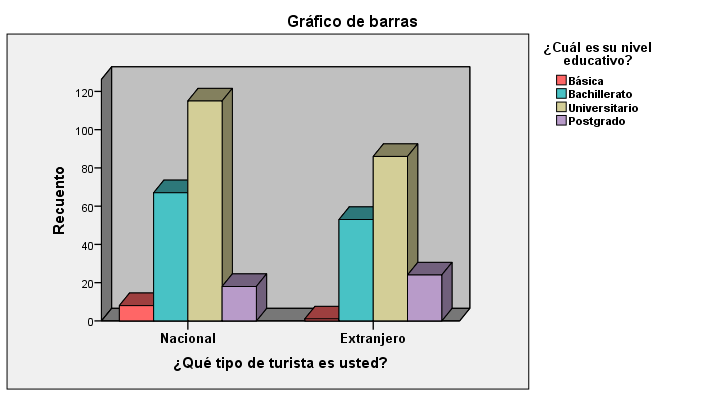 Gráfico de barras
¿Cuál es su nivel
educativo?
Básica
Bachillerato
Universitario
Postgrado
Recuento
120
100
80
60
40
20
0
Nacional
Extranjero
¿Qué tipo de turista es usted?